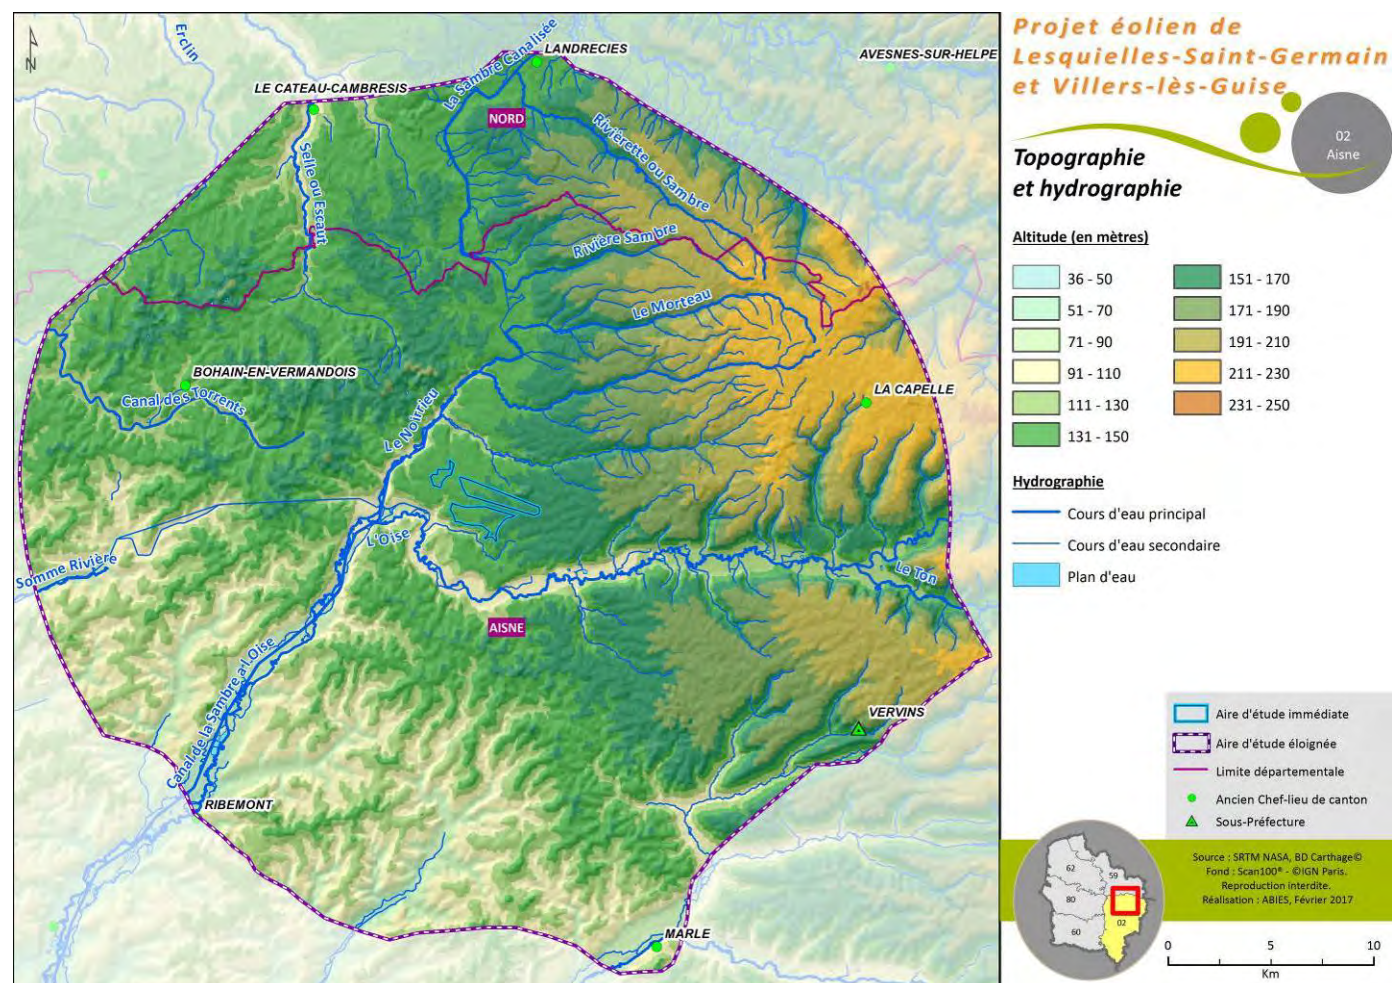 Projet éolien de
Lesquielles-Saint-Germain
et Villers-lès-Guise
02
Aisne
Topographie
et hydrographie
Altitude (en mètres)
36 - 50
51 - 70
71 - 90
91 - 110
111 - 130
131 - 150
151 - 170
171 - 190
191 - 210
211 - 230
231 - 250
Hydrographie
Cours d'eau principal
Cours d'eau secondaire
Plan d'eau
Aire d'étude immédiate
Aire d'étude éloignée
Limite départementale
Ancien Chef-lieu de canton
Sous-Préfecture
Source : SRTM NASA, BD Carthage©
Fond : Scan100® - ©IGN Paris.
Reproduction interdite.
Réalisation : ABIES, Février 2017
62
59
80
02
60
0 5 10
Km
N
Erclin
La Sambre Canalisée
LANDRECIES
AVESNES-SUR-HELPE
LE CATEAU-CAMBRESIS
NORD
Rivièrette ou Sambre
Selle ou Escaut
Rivière Sambre
Le Morteau
BOHAIN-EN-VERMANDOIS
Canal des Torrents
LA CAPELLE
Le Noirrieu
L'Oise
Somme Rivière
Le Ton
AISNE
Canal de la Sambre à l'Oise
VERVINS
RIBEMONT
MARLE